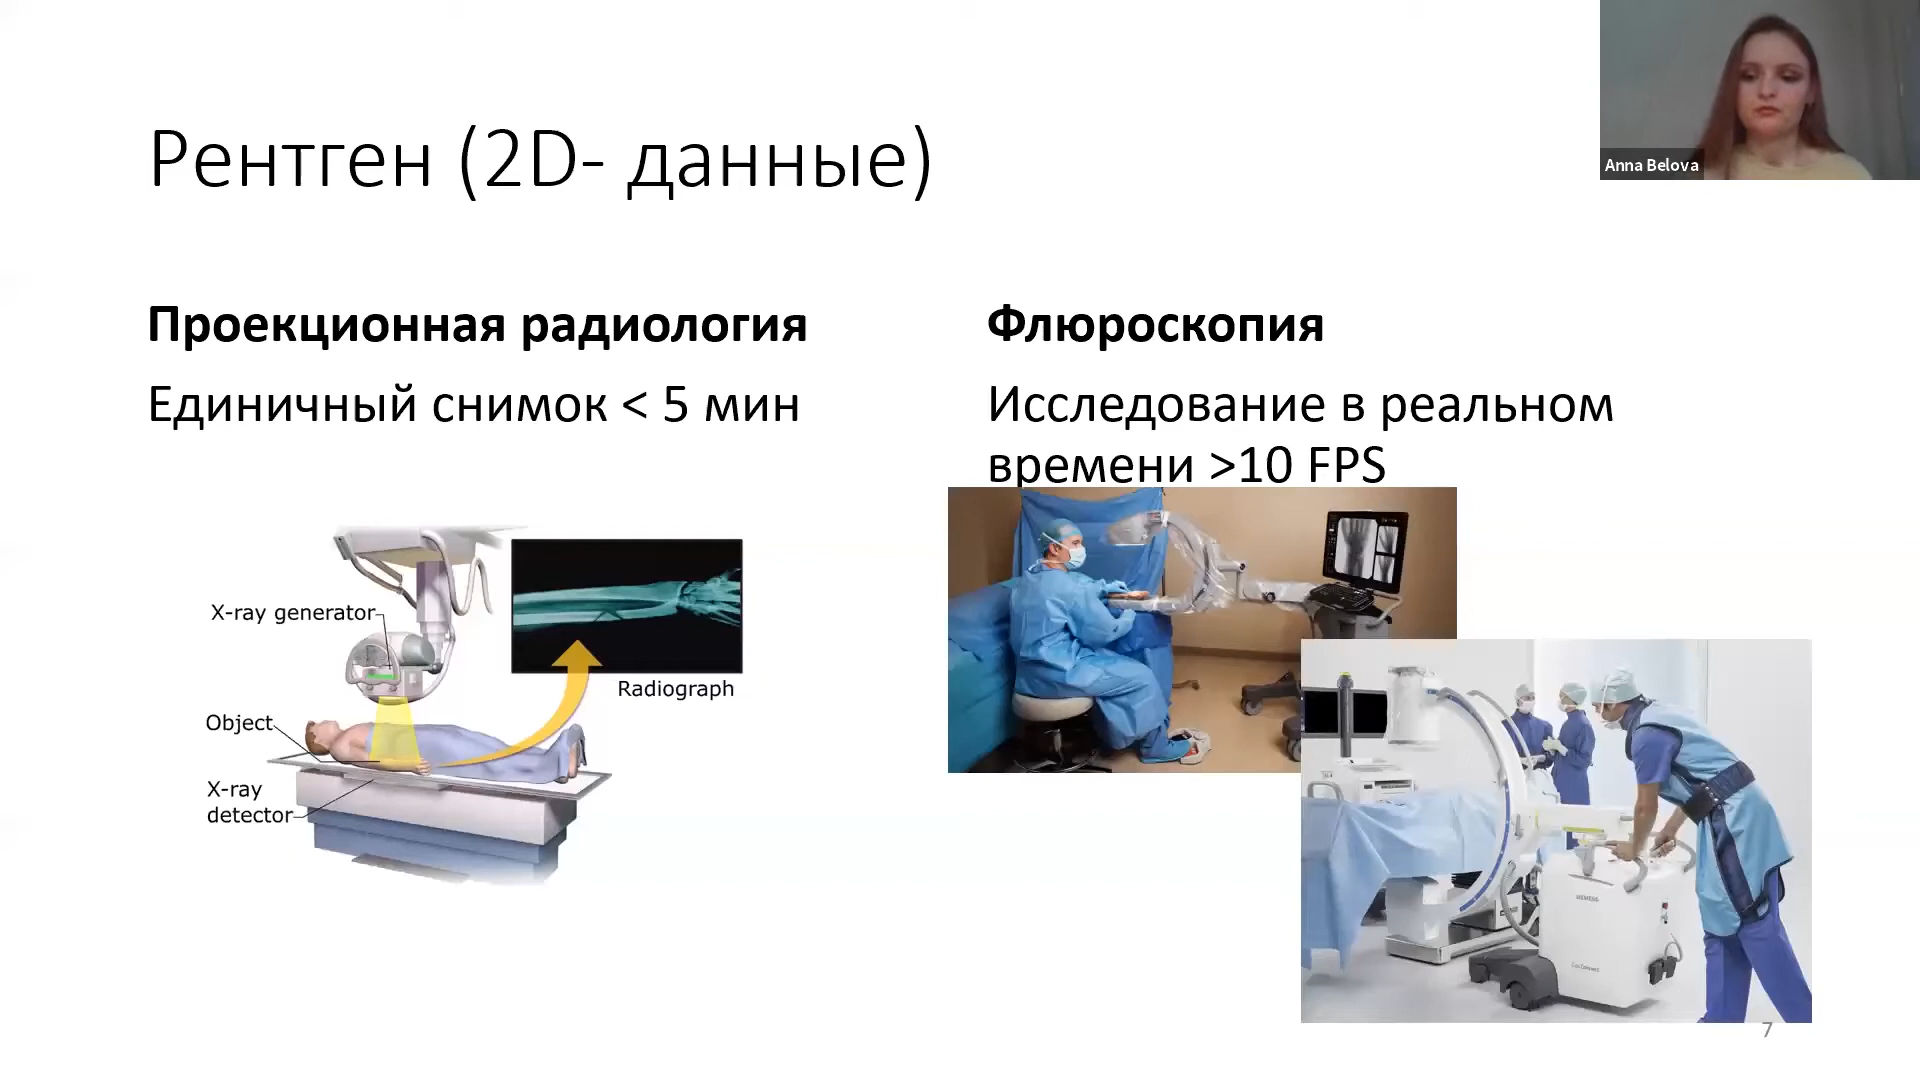 Anna Belova
Рентген (2D- данные)
Проекционная радиология
Единичный снимок < 5 мин
X-ray generator
Radiograph
Object
X-ray
detector
Флюроскопия
Исследование в реальном
времени >10 FPS
SIEMENS
7